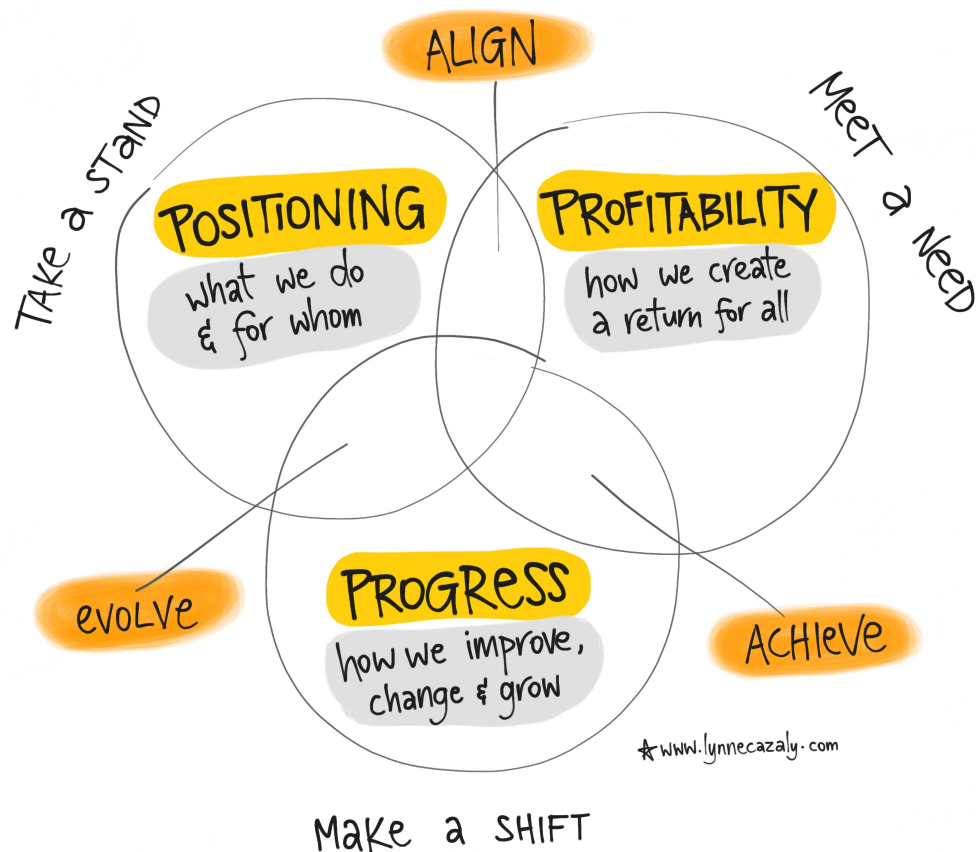 ALIGN
TAKE a STAND
MEET a NEED
POSITIONING
what we do
& for whom
PROFITABILITY
how we create
a return for all
EVOLVE
PROGRESS
how we improve,
change & grow
ACHIEVE
www.lynnecazaly.com
MAKE a SHIFT